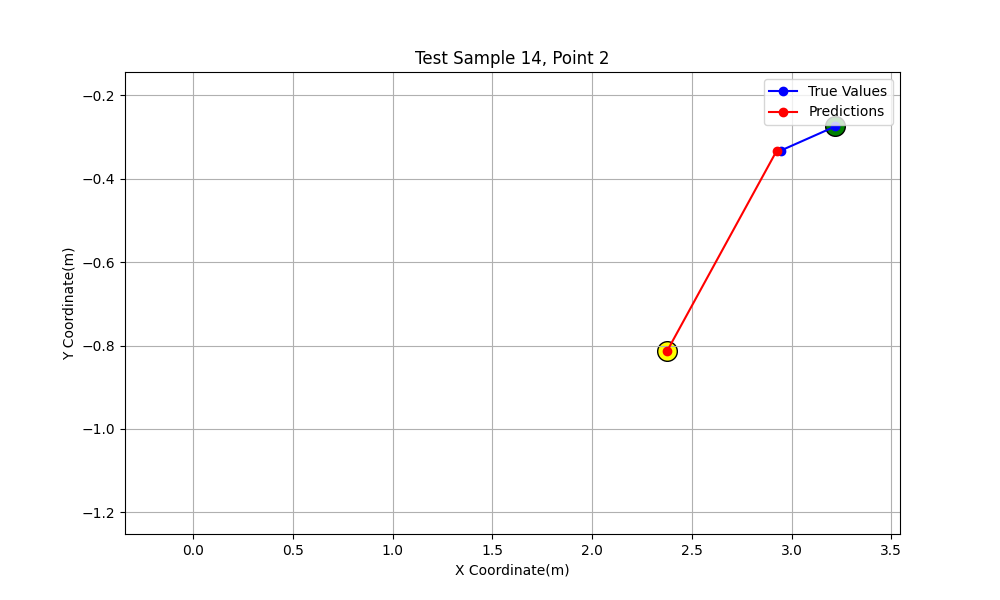 Test Sample 14, Point 2
True Values
Predictions
Y Coordinate(m)
−0.2
−0.4
−0.6
−0.8
−1.0
−1.2
0.0 0.5 1.0 1.5 2.0 2.5 3.0 3.5
X Coordinate(m)